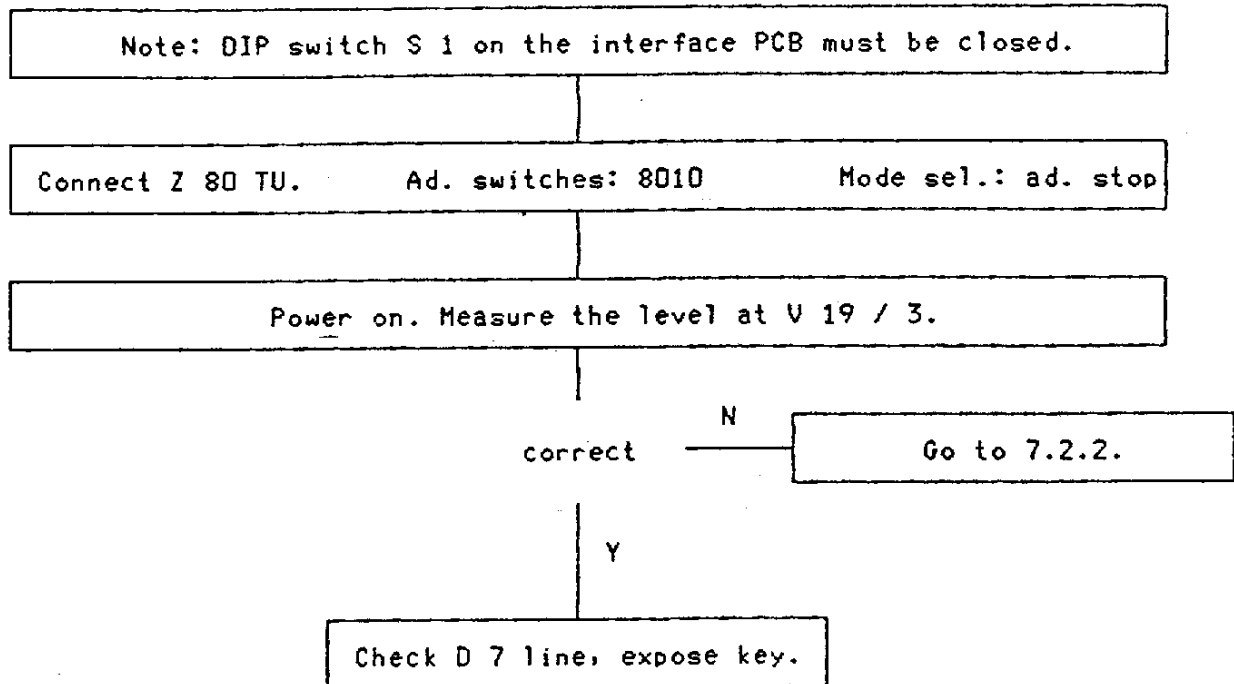 Note: DIP switch S 1 on the interface PCB must be closed.
Connect Z 80 TU. Ad. switches: 8010 Mode sel.: ad. stop
Power on. Measure the level at V 19 / 3.
correct
N
Go to 7.2.2.
Y
Check D 7 line, expose key.